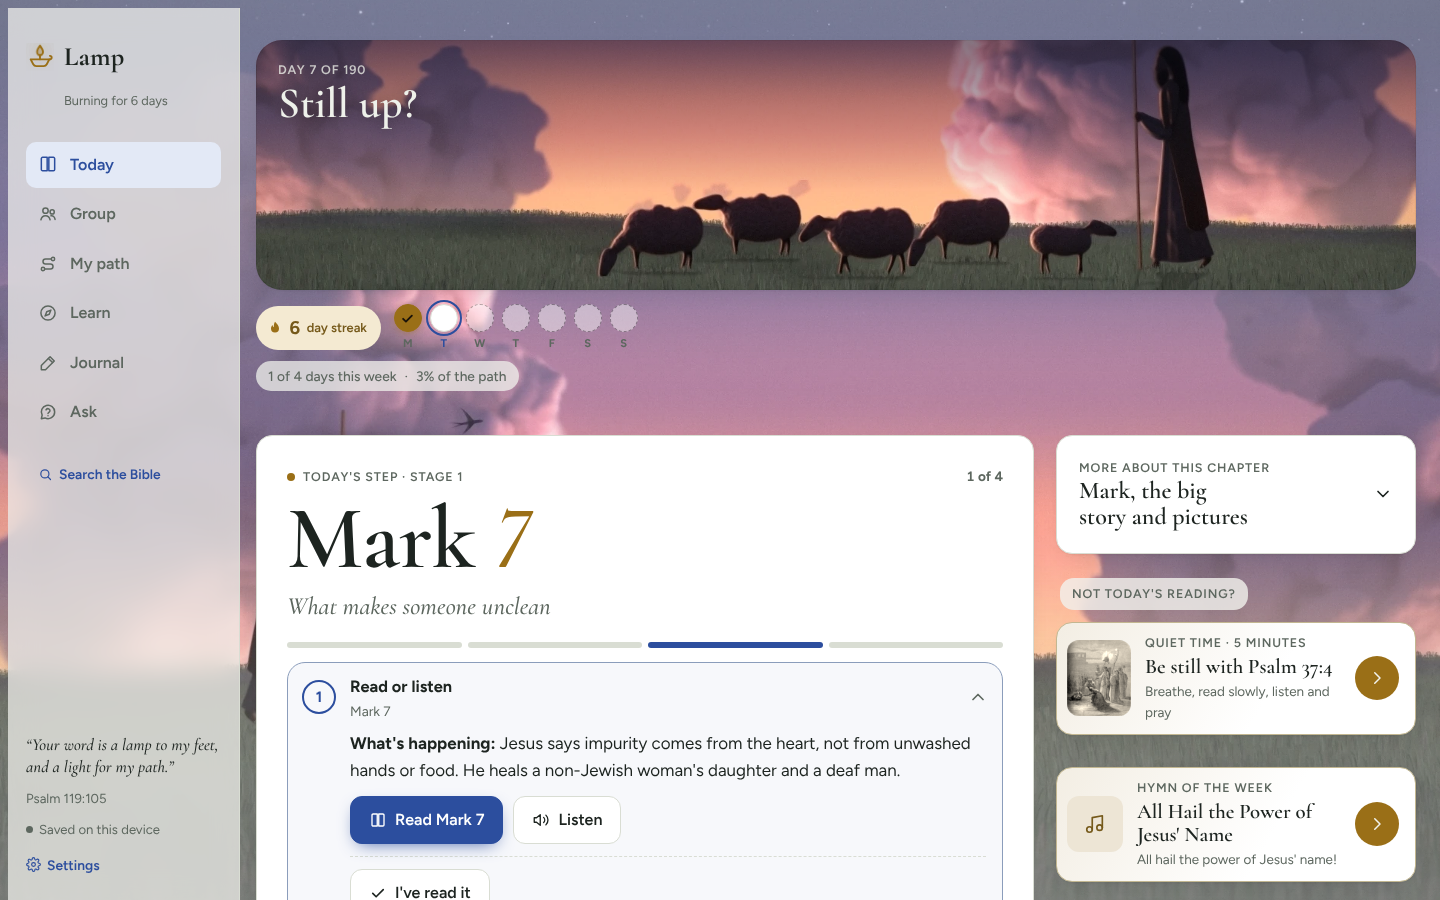 Lamp
Burning for 6 days
Today
Group
My path
Learn
Journal
Ask
Search the Bible
“Your word is a lamp to my feet,
and a light for my path.”
Psalm 119:105
Saved on this device
Settings
DAY 7 OF 190
Still up?
6 day streak
M T W T F S S
1 of 4 days this week · 3% of the path
TODAY'S STEP · STAGE 1
1 of 4
Mark 7
What makes someone unclean
1
Read or listen
Mark 7
What's happening: Jesus says impurity comes from the heart, not from unwashed
hands or food. He heals a non-Jewish woman's daughter and a deaf man.
Read Mark 7
Listen
I've read it
MORE ABOUT THIS CHAPTER
Mark, the big
story and pictures
NOT TODAY'S READING?
QUIET TIME · 5 MINUTES
Be still with Psalm 37:4
Breathe, read slowly, listen and
pray
HYMN OF THE WEEK
All Hail the Power of
Jesus' Name
All hail the power of Jesus' name!